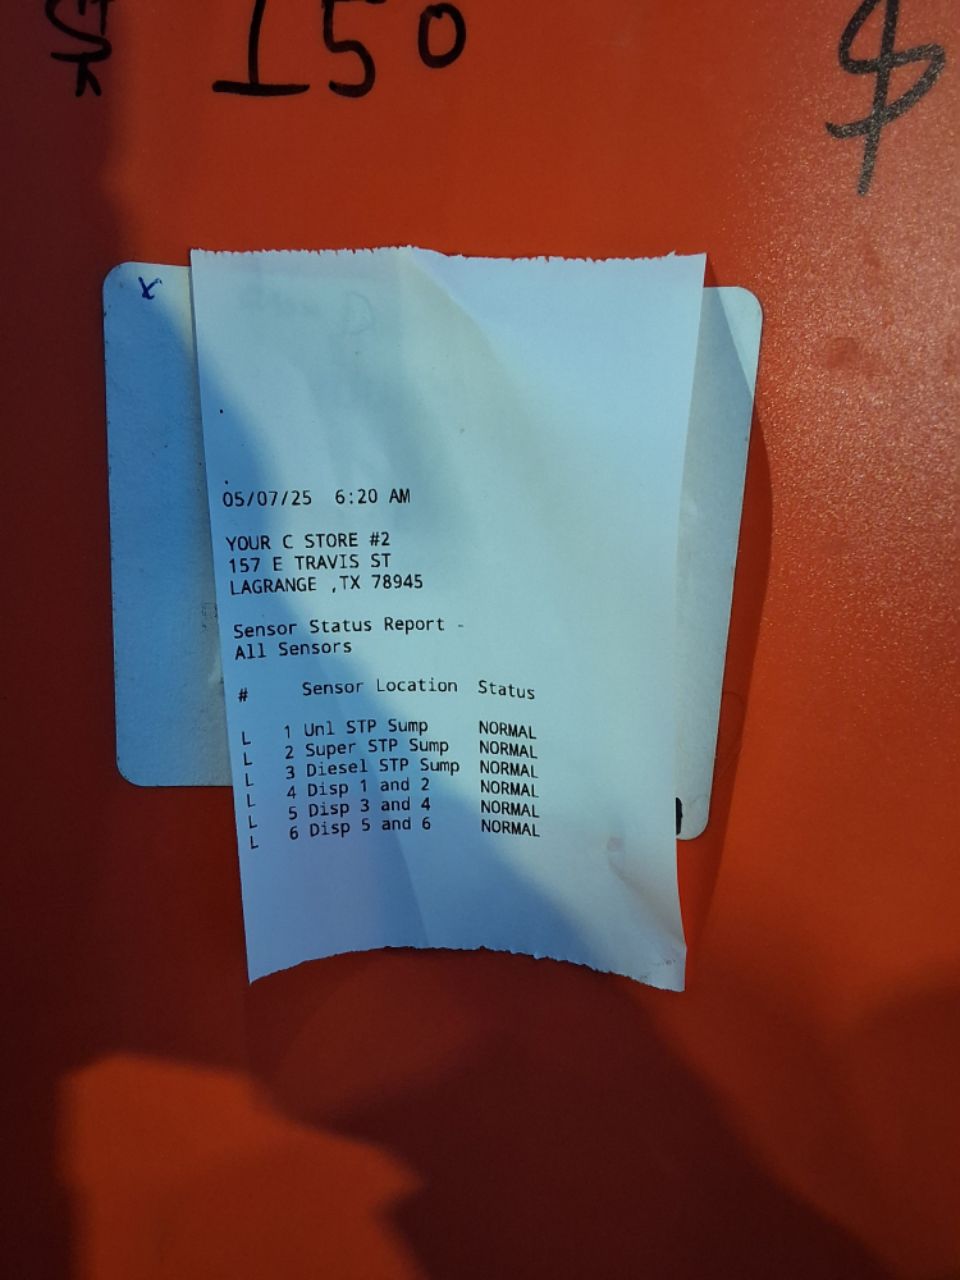 $ 150 $
x
05/07/25 6:20 AM
YOUR C STORE #2
157 E TRAVIS ST
LAGRANGE ,TX 78945
Sensor Status Report -
All Sensors
# Sensor Location Status
L 1 Unl STP Sump NORMAL
L 2 Super STP Sump NORMAL
L 3 Diesel STP Sump NORMAL
L 4 Disp 1 and 2 NORMAL
L 5 Disp 3 and 4 NORMAL
L 6 Disp 5 and 6 NORMAL